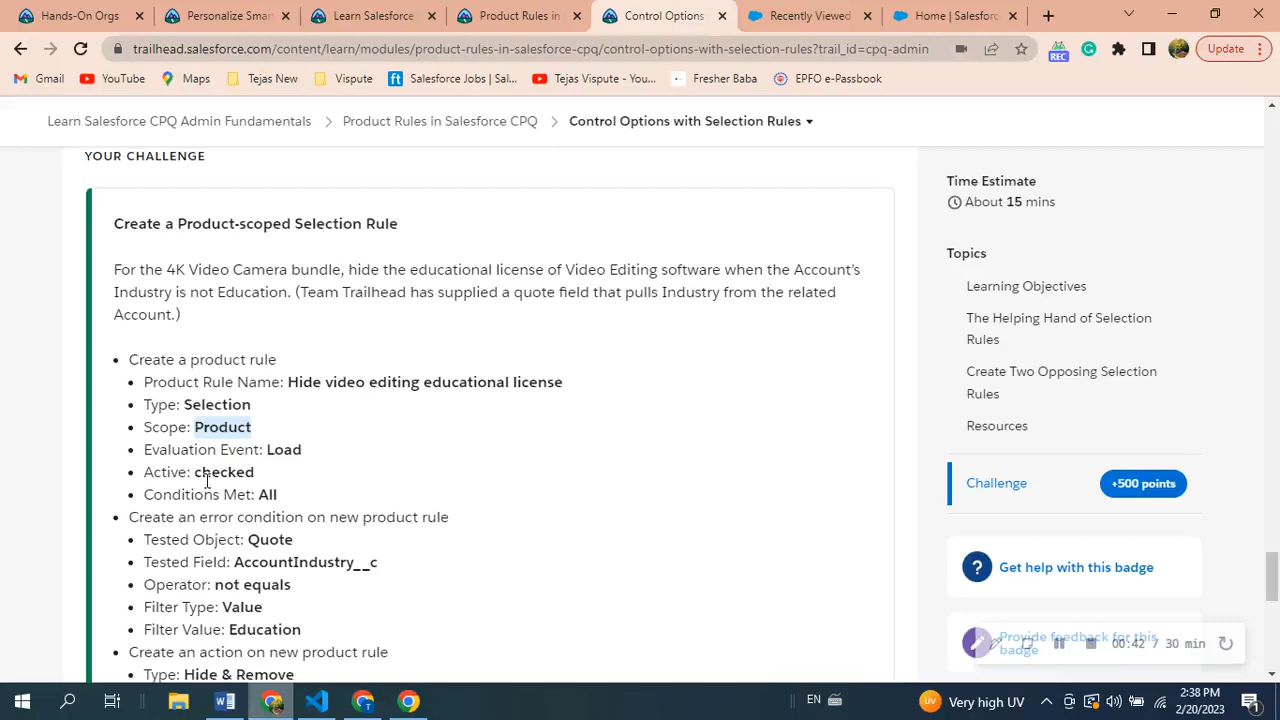 Hands-On Orgs
Personalize Smar
Learn Salesforce
Product Rules in
Control Options
Recently Viewed
Home | Salesforc
trailhead.salesforce.com/content/learn/modules/product-rules-in-salesforce-cpq/control-options-with-selection-rules?trail_id=cpq-admin
REC
Update
Gmail
YouTube
Maps
Tejas New
Vispute
Salesforce Jobs | Sal...
Tejas Vispute - You...
Fresher Baba
EPFO e-Passbook
Learn Salesforce CPQ Admin Fundamentals
Product Rules in Salesforce CPQ
Control Options with Selection Rules
YOUR CHALLENGE
Create a Product-scoped Selection Rule
For the 4K Video Camera bundle, hide the educational license of Video Editing software when the Account's
Industry is not Education. (Team Trailhead has supplied a quote field that pulls Industry from the related
Account.)
Create a product rule
Product Rule Name: Hide video editing educational license
Type: Selection
Scope: Product
Evaluation Event: Load
Active: checked
Conditions Met: All
Create an error condition on new product rule
Tested Object: Quote
Tested Field: AccountIndustry__c
Operator: not equals
Filter Type: Value
Filter Value: Education
Create an action on new product rule
Type: Hide & Remove
Time Estimate
About 15 mins
Topics
Learning Objectives
The Helping Hand of Selection
Rules
Create Two Opposing Selection
Rules
Resources
Challenge
+500 points
Get help with this badge
Provide feedback for this
badge
00:42 / 30 min
EN
UV
Very high UV
2:38 PM
2/20/2023
1